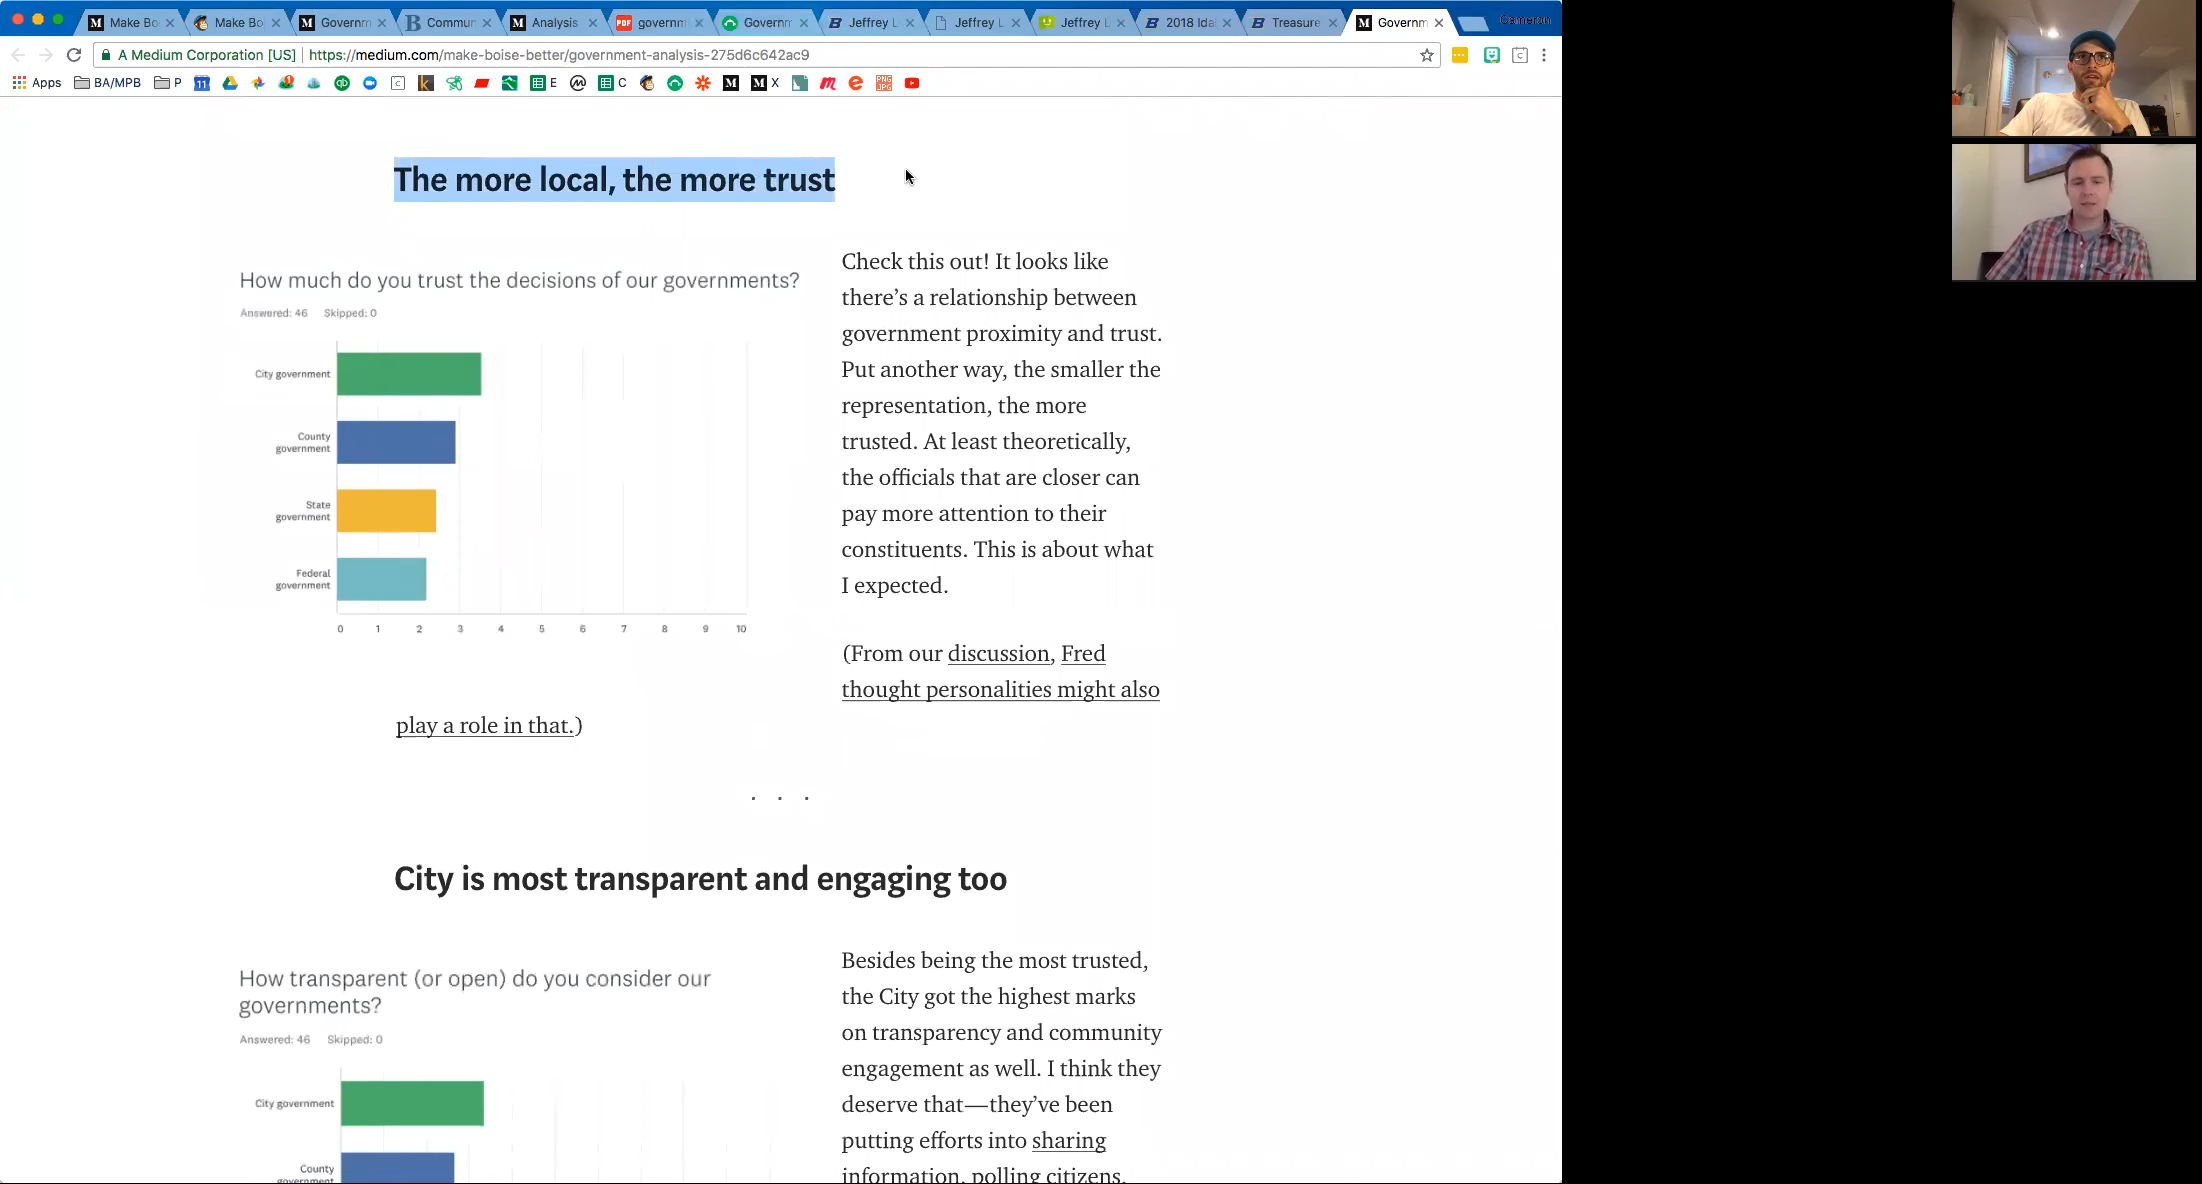 Make Bo
Make Bo
Governm
Commun
Analysis
governm
Governm
Jeffrey L
Jeffrey L
Jeffrey L
2018 Ida
Treasure
Governm
Cameron
A Medium Corporation [US]
https://medium.com/make-boise-better/government-analysis-275d6c642ac9
Apps
BA/MPB
P
E
C
X
The more local, the more trust
How much do you trust the decisions of our governments?
Answered: 46 Skipped: 0
City government
County
government
State
government
Federal
government
0 1 2 3 4 5 6 7 8 9 10
Check this out! It looks like
there’s a relationship between
government proximity and trust.
Put another way, the smaller the
representation, the more
trusted. At least theoretically,
the officials that are closer can
pay more attention to their
constituents. This is about what
I expected.
(From our discussion, Fred
thought personalities might also
play a role in that.)
. . .
City is most transparent and engaging too
How transparent (or open) do you consider our
governments?
Answered: 46 Skipped: 0
City government
County
government
Besides being the most trusted,
the City got the highest marks
on transparency and community
engagement as well. I think they
deserve that—they’ve been
putting efforts into sharing
information, polling citizens,